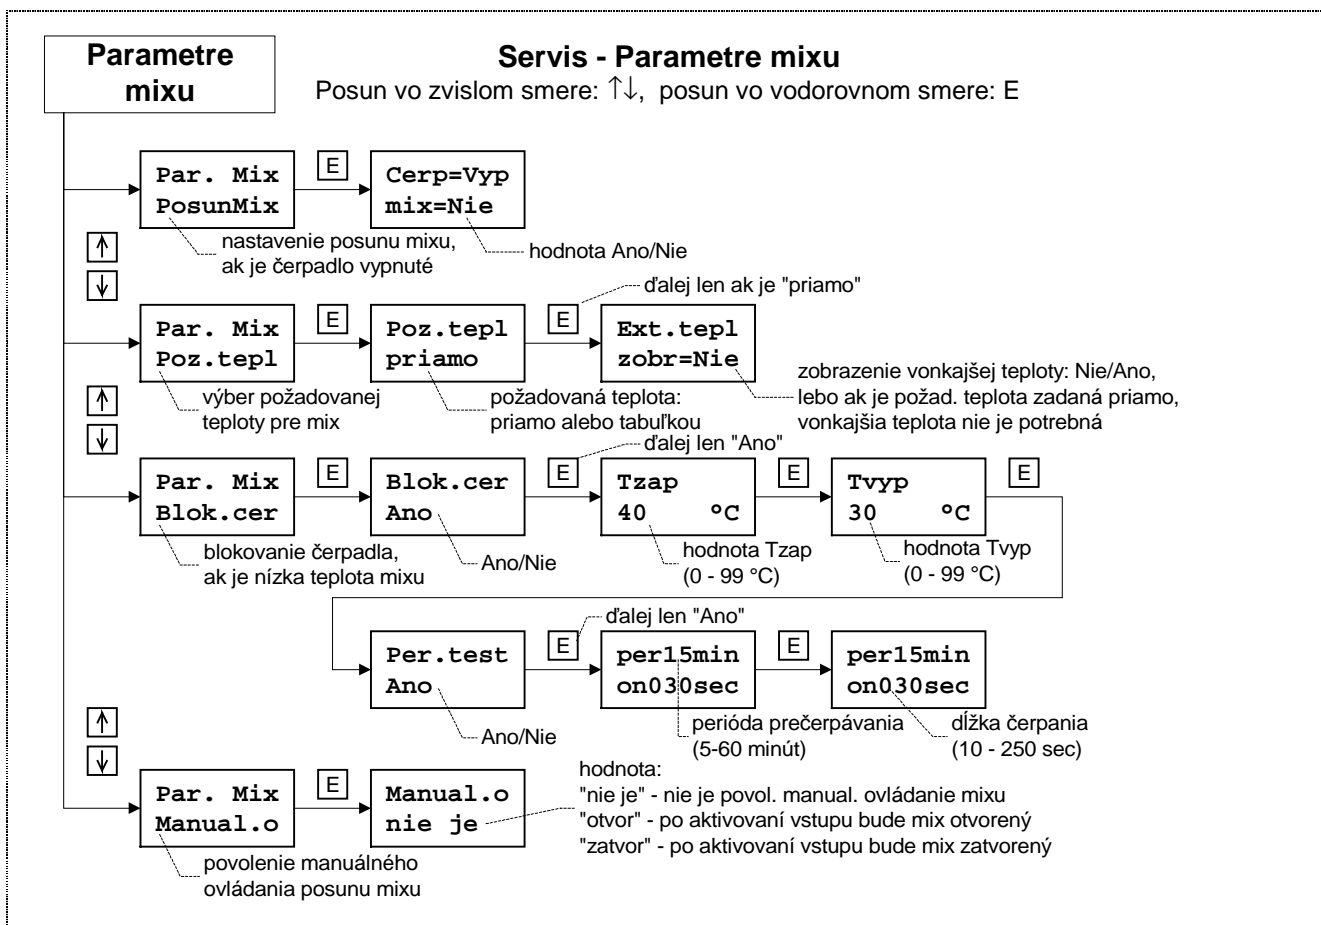 Parametre
mixu
Servis - Parametre mixu
Posun vo zvislom smere: ↑↓, posun vo vodorovnom smere: E
Par. Mix
PosunMix
E
Cerp=Vyp
mix=Nie
nastavenie posunu mixu,
ak je čerpadlo vypnuté
hodnota Ano/Nie
↑
↓
ďalej len ak je "priamo"
Par. Mix
Poz.tepl
E
Poz.tepl
priamo
E
Ext.tepl
zobr=Nie
výber požadovanej
teploty pre mix
požadovaná teplota:
priamo alebo tabuľkou
zobrazenie vonkajšej teploty: Nie/Ano,
lebo ak je požad. teplota zadaná priamo,
vonkajšia teplota nie je potrebná
↑
↓
ďalej len "Ano"
Par. Mix
Blok.cer
E
Blok.cer
Ano
E
Tzap
40 °C
E
Tvyp
30 °C
E
blokovanie čerpadla,
ak je nízka teplota mixu
Ano/Nie
hodnota Tzap
(0 - 99 °C)
hodnota Tvyp
(0 - 99 °C)
ďalej len "Ano"
Per.test
Ano
E
per15min
on030sec
E
per15min
on030sec
Ano/Nie
perióda prečerpávania
(5-60 minút)
dĺžka čerpania
(10 - 250 sec)
↑
↓
Par. Mix
Manual.o
E
Manual.o
nie je
hodnota:
"nie je" - nie je povol. manual. ovládanie mixu
"otvor" - po aktivovaní vstupu bude mix otvorený
"zatvor" - po aktivovaní vstupu bude mix zatvorený
povolenie manuálného
ovládania posunu mixu